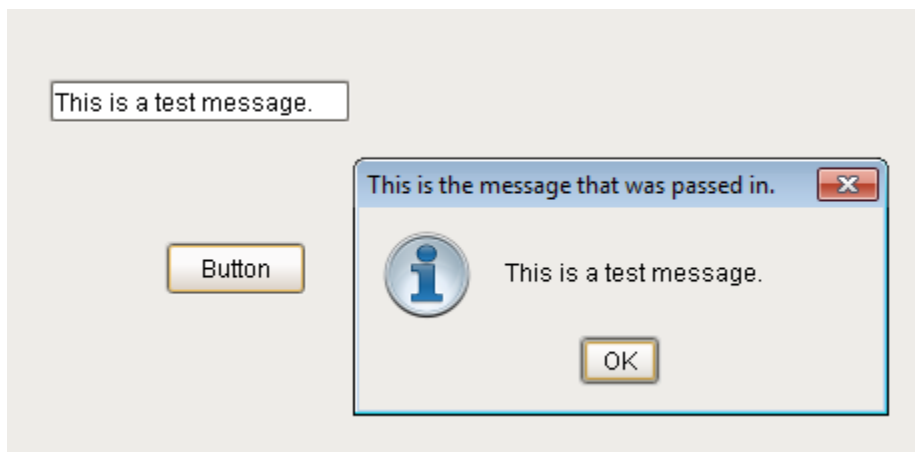 This is a test message.
This is the message that was passed in.
Button
This is a test message.
OK